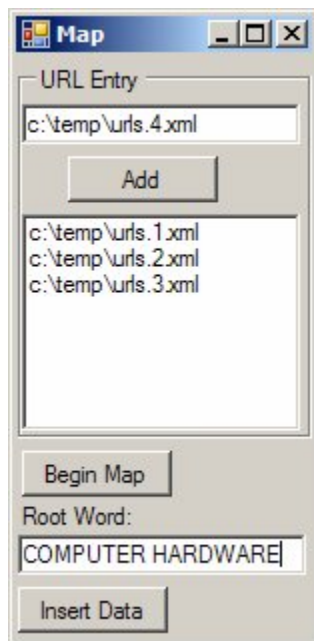 Map
URL Entry
c:\temp\urls.4.xml
Add
c:\temp\urls.1.xml
c:\temp\urls.2.xml
c:\temp\urls.3.xml
Begin Map
Root Word:
COMPUTER HARDWARE
Insert Data